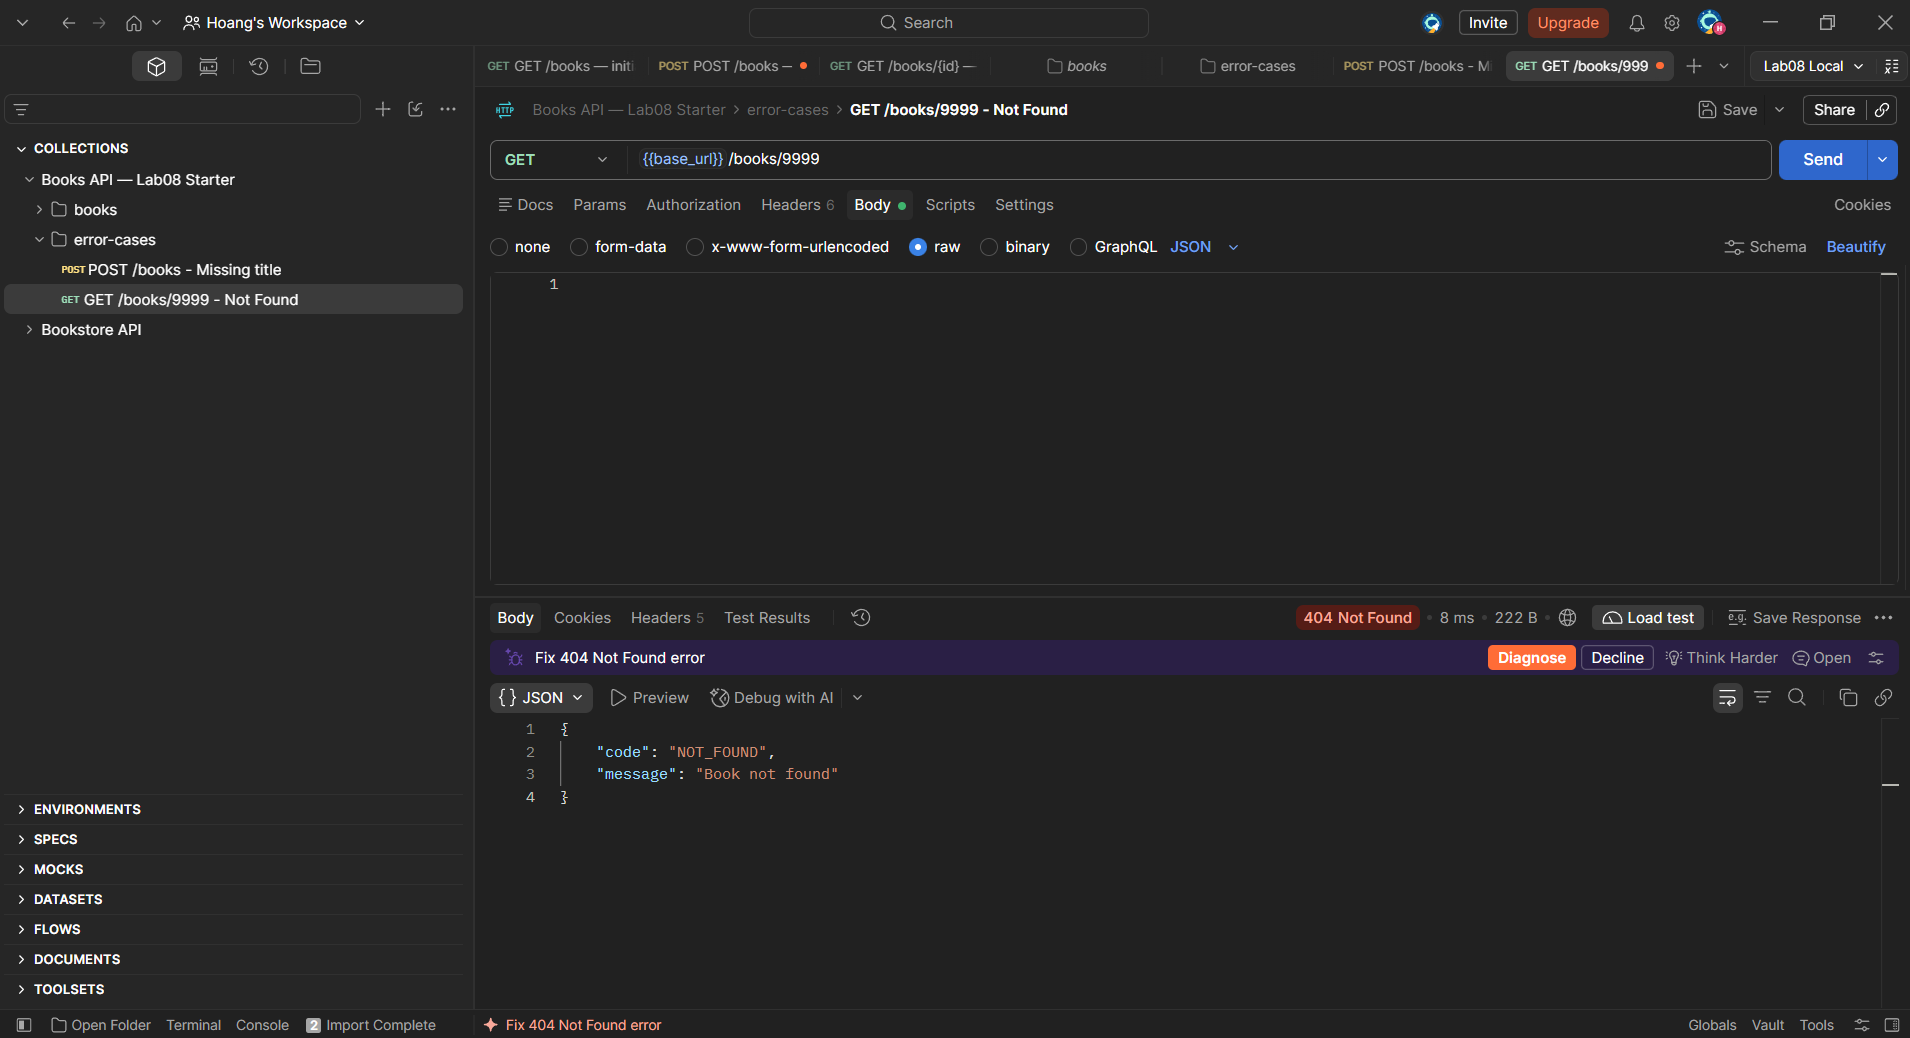 Hoang's Workspace
Search
Invite
Upgrade
H
GET GET /books — initi
POST POST /books —
GET GET /books/{id} —
books
error-cases
POST POST /books - Mi
GET GET /books/999
Lab08 Local
HTTP Books API — Lab08 Starter > error-cases > GET /books/9999 - Not Found
Save
Share
COLLECTIONS
Books API — Lab08 Starter
books
error-cases
POST POST /books - Missing title
GET GET /books/9999 - Not Found
Bookstore API
GET
{{base_url}} /books/9999
Send
Docs Params Authorization Headers 6 Body Scripts Settings Cookies
none form-data x-www-form-urlencoded raw binary GraphQL JSON Schema Beautify
1
Body Cookies Headers 5 Test Results
404 Not Found • 8 ms • 222 B
Load test
e.g. Save Response
Fix 404 Not Found error
Diagnose Decline Think Harder Open
{} JSON Preview Debug with AI
1 {
2 "code": "NOT_FOUND",
3 "message": "Book not found"
4 }
ENVIRONMENTS
SPECS
MOCKS
DATASETS
FLOWS
DOCUMENTS
TOOLSETS
Open Folder Terminal Console 2 Import Complete
Fix 404 Not Found error
Globals Vault Tools